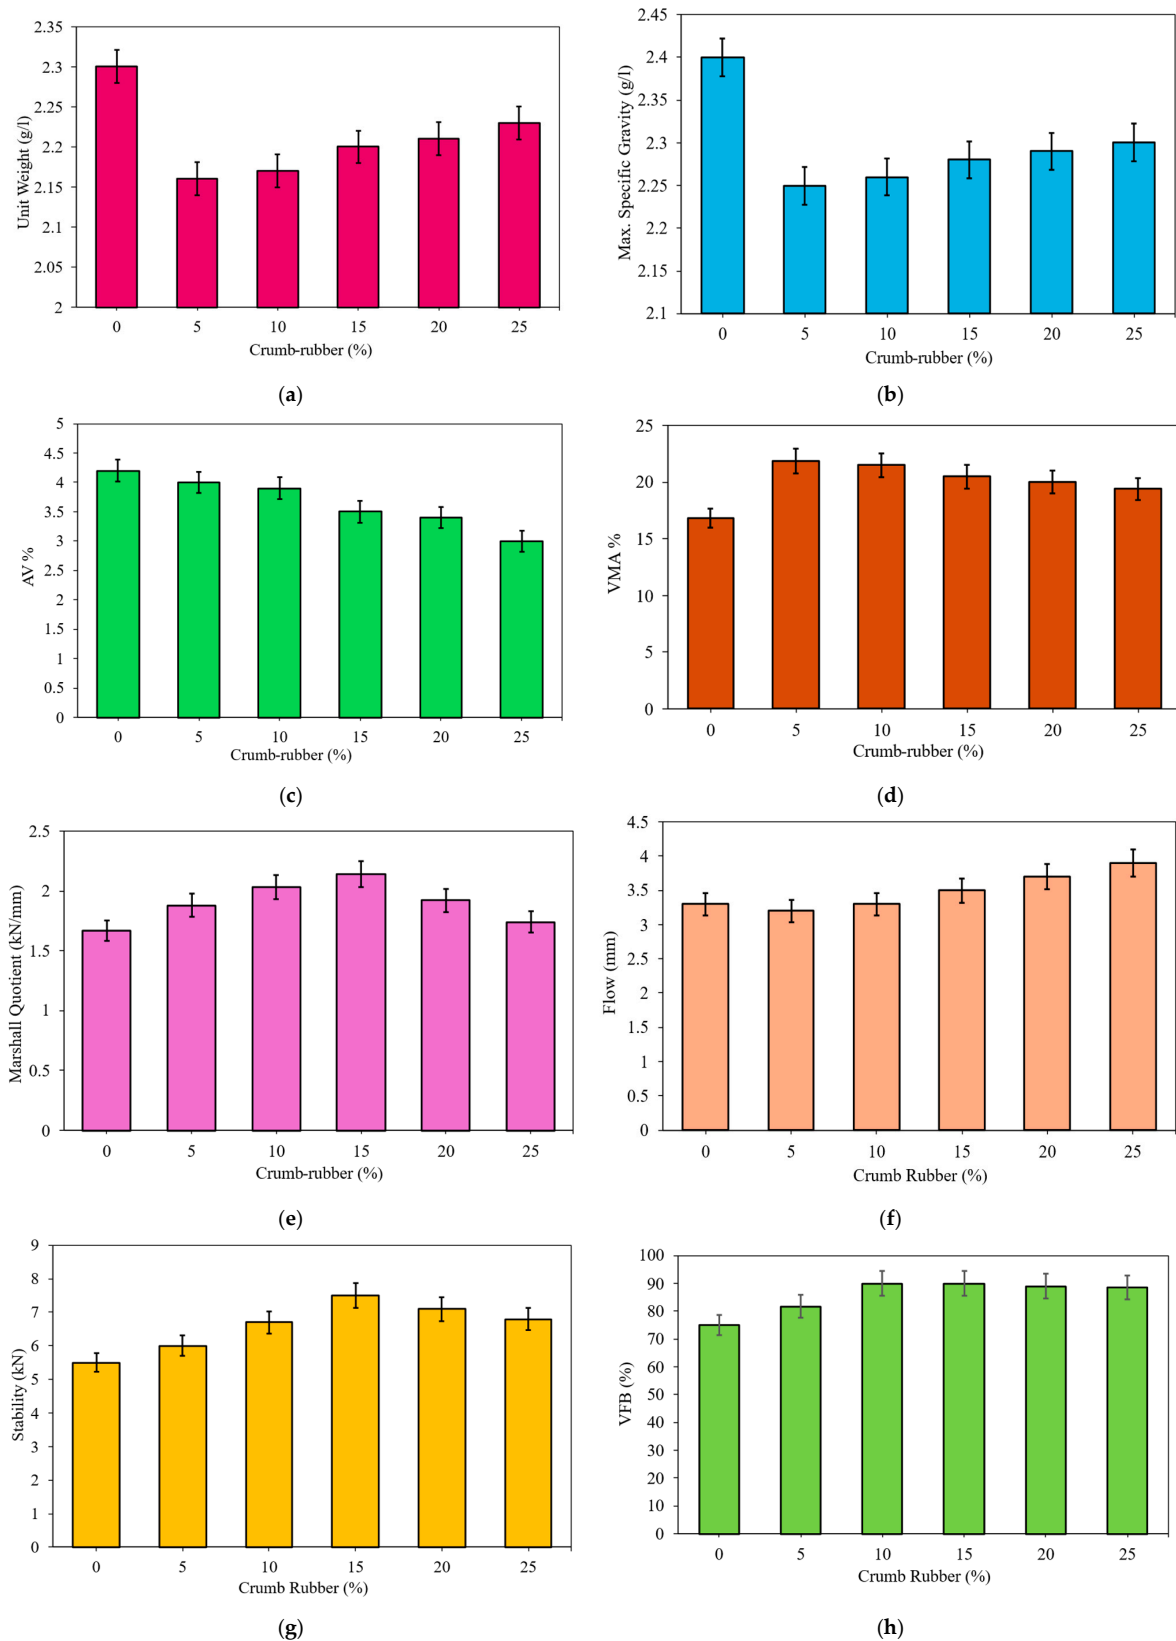 Unit Weight (g/l)
2.35
2.3
2.25
2.2
2.15
2.1
2.05
2
0 5 10 15 20 25
Crumb-rubber (%)
(a)
Max. Specific Gravity (g/l)
2.45
2.4
2.35
2.3
2.25
2.2
2.15
2.1
0 5 10 15 20 25
Crumb-rubber (%)
(b)
AV %
5
4.5
4
3.5
3
2.5
2
1.5
1
0.5
0
0 5 10 15 20 25
Crumb-rubber (%)
(c)
VMA %
25
20
15
10
5
0
0 5 10 15 20 25
Crumb-rubber (%)
(d)
Marshall Quotient (kN/mm)
2.5
2
1.5
1
0.5
0
0 5 10 15 20 25
Crumb-rubber (%)
(e)
Flow (mm)
4.5
4
3.5
3
2.5
2
1.5
1
0.5
0
0 5 10 15 20 25
Crumb Rubber (%)
(f)
Stability (kN)
9
8
7
6
5
4
3
2
1
0
0 5 10 15 20 25
Crumb Rubber (%)
(g)
VFB (%)
100
90
80
70
60
50
40
30
20
10
0
0 5 10 15 20 25
Crumb Rubber (%)
(h)